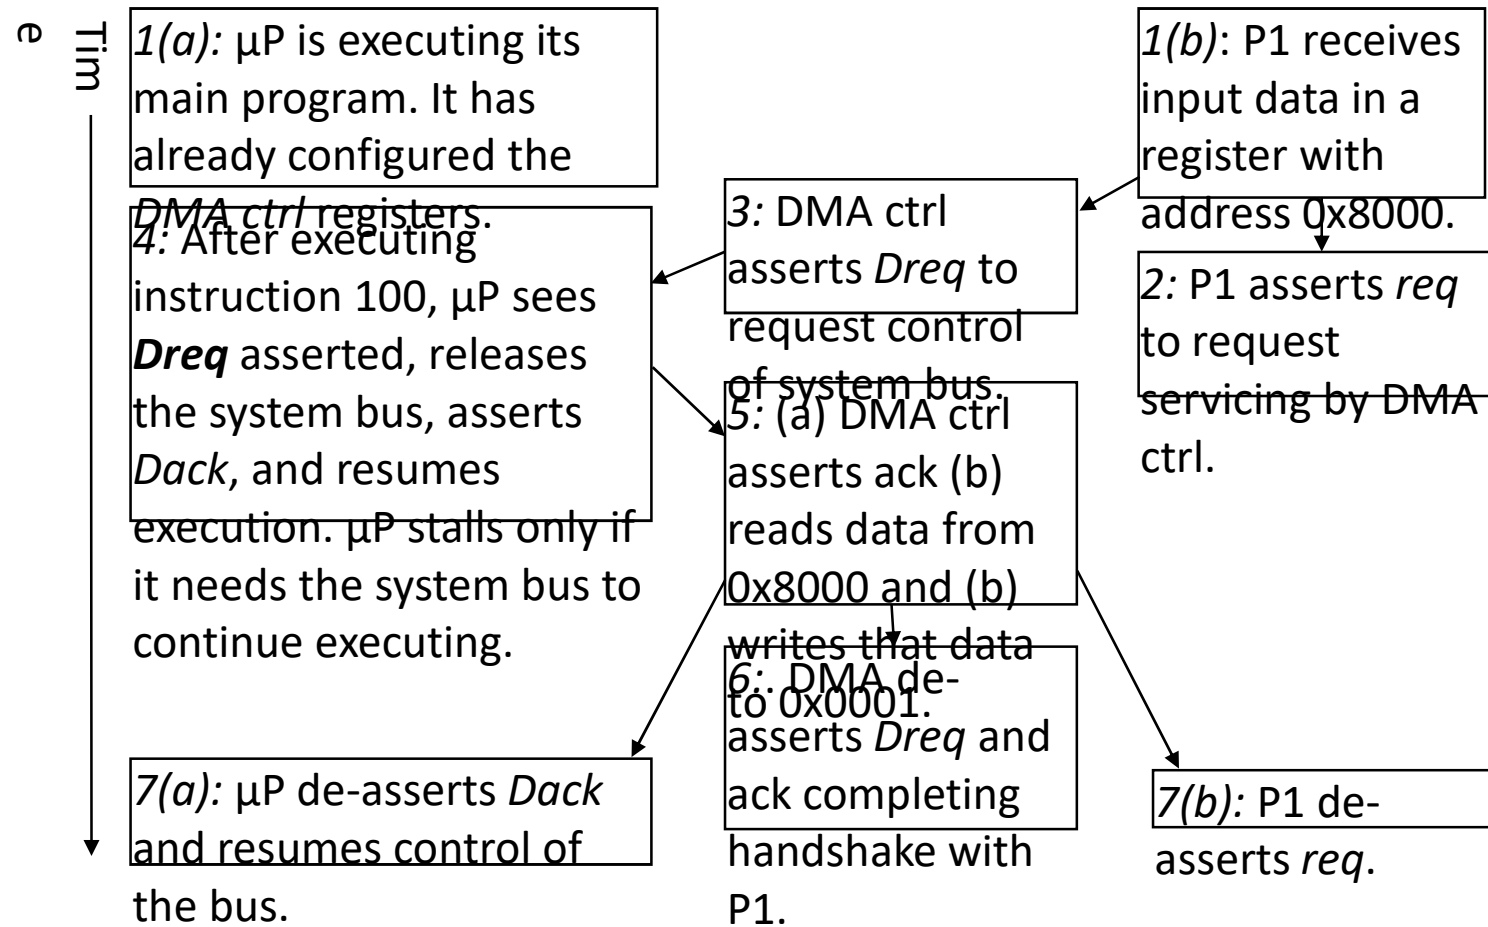 Tim
e
1(a): µP is executing its
main program. It has
already configured the
DMA ctrl registers.
1(b): P1 receives
input data in a
register with
address 0x8000.
2: P1 asserts req
to request
servicing by DMA
ctrl.
3: DMA ctrl
asserts Dreq to
request control
of system bus.
4: After executing
instruction 100, µP sees
Dreq asserted, releases
the system bus, asserts
Dack, and resumes
execution. µP stalls only if
it needs the system bus to
continue executing.
5: (a) DMA ctrl
asserts ack (b)
reads data from
0x8000 and (b)
writes that data
to 0x0001.
6:. DMA de-
asserts Dreq and
ack completing
handshake with
P1.
7(a): µP de-asserts Dack
and resumes control of
the bus.
7(b): P1 de-
asserts req.